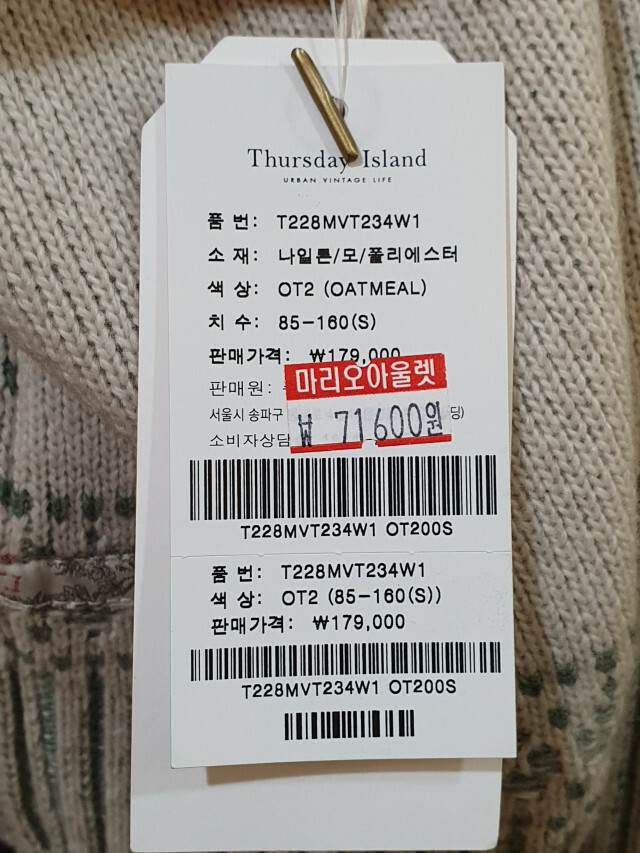 Thursday Island
URBAN VINTAGE LIFE
품 번: T228MVT234W1
소 재: 나일론/모/폴리에스터
색 상: OT2 (OATMEAL)
치 수: 85-160(S)
판매가격: ₩179,000
판매원:
마리오아울렛
서울시 송파구 딩)
₩ 71600원
소비자상담
T228MVT234W1 OT200S
품 번: T228MVT234W1
색 상: OT2 (85-160(S))
판매가격: ₩179,000
T228MVT234W1 OT200S